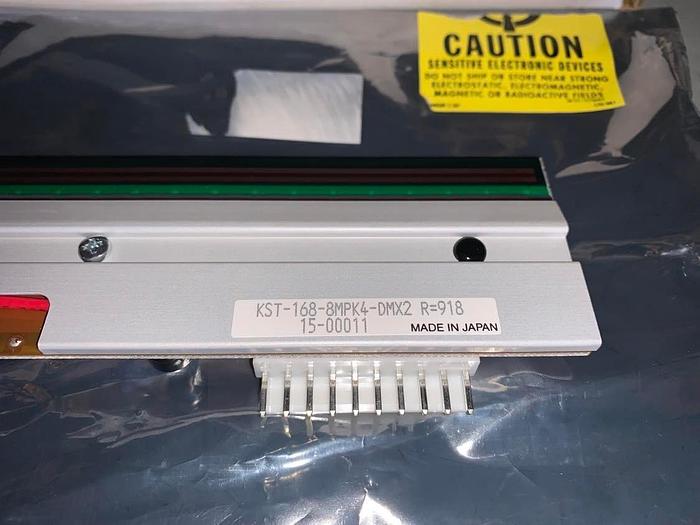 CAUTION
SENSITIVE ELECTRONIC DEVICES
DO NOT SHIP OR STORE NEAR STRONG
ELECTROSTATIC, ELECTROMAGNETIC,
MAGNETIC OR RADIOACTIVE FIELDS
KST-168-8MPK4-DMX2 R=918
15-00011 MADE IN JAPAN